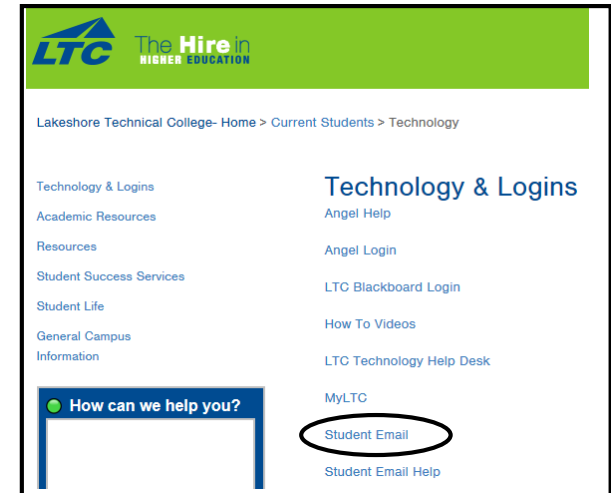 LTC The Hire in
HIGHER EDUCATION
Lakeshore Technical College- Home > Current Students > Technology
Technology & Logins
Academic Resources
Resources
Student Success Services
Student Life
General Campus
Information
How can we help you?
Technology & Logins
Angel Help
Angel Login
LTC Blackboard Login
How To Videos
LTC Technology Help Desk
MyLTC
Student Email
Student Email Help